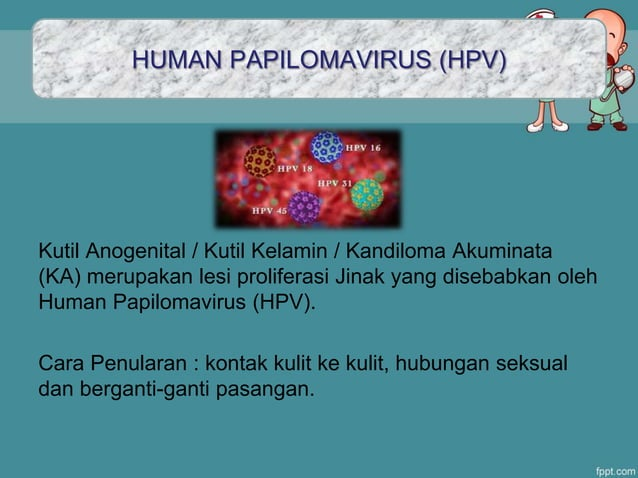 HUMAN PAPILOMAVIRUS (HPV)
HPV 16
HPV 18
HPV 31
HPV 45
Kutil Anogenital / Kutil Kelamin / Kandiloma Akuminata
(KA) merupakan lesi proliferasi Jinak yang disebabkan oleh
Human Papilomavirus (HPV).
Cara Penularan : kontak kulit ke kulit, hubungan seksual
dan berganti-ganti pasangan.
fppt.com